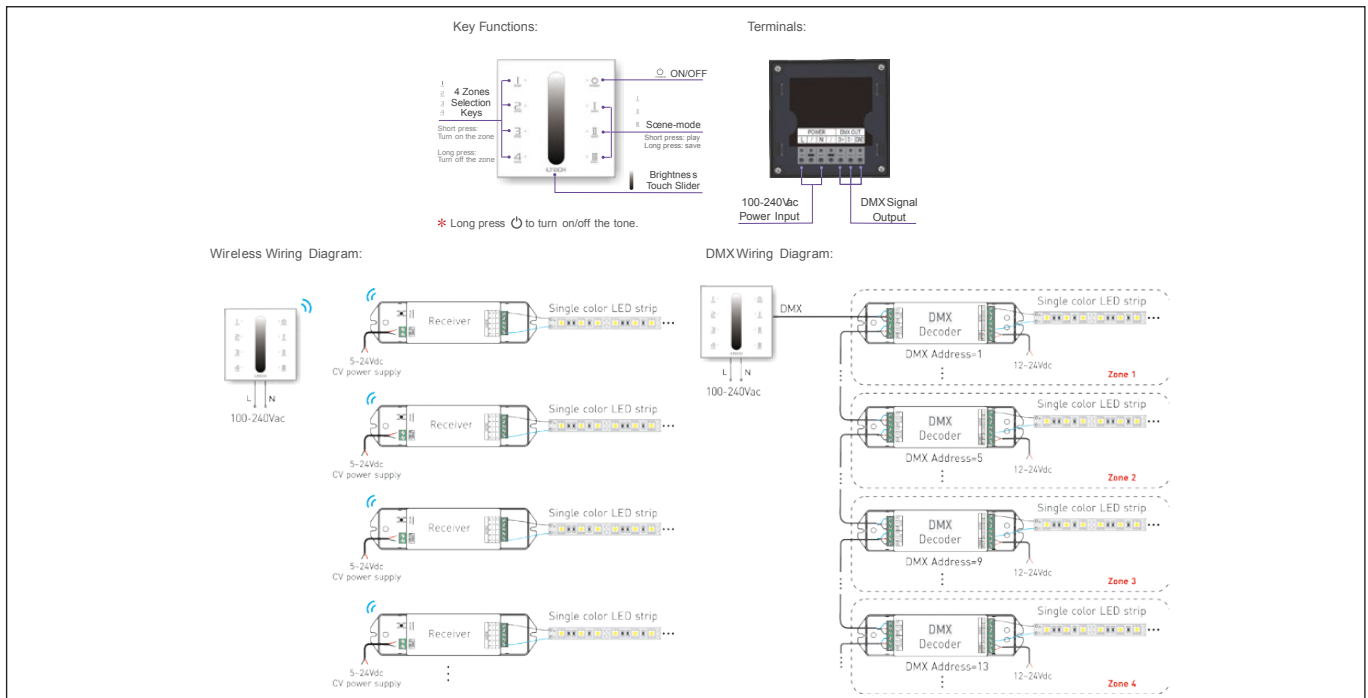 Key Functions:
Terminals:
1
2
3
4
4 Zones
Selection
Keys
Short press:
Turn on the zone
Long press:
Turn off the zone
ON/OFF
I
II
III
Scene-mode
Short press: play
Long press: save
Brightness
Touch Slider
LTECH
POWER
DMX OUT
L
N
D+
D-
GND
100-240Vac
Power Input
DMX Signal
Output
* Long press to turn on/off the tone.
Wireless Wiring Diagram:
L N
100-240Vac
Receiver
Single color LED strip
5~24Vdc
CV power supply
Receiver
Single color LED strip
5~24Vdc
CV power supply
Receiver
Single color LED strip
5~24Vdc
CV power supply
Receiver
Single color LED strip
5~24Vdc
CV power supply
DMX Wiring Diagram:
L N
100-240Vac
DMX
DMX
Decoder
DMX Address=1
Single color LED strip
12~24Vdc
Zone 1
DMX
Decoder
DMX Address=5
Single color LED strip
12~24Vdc
Zone 2
DMX
Decoder
DMX Address=9
Single color LED strip
12~24Vdc
Zone 3
DMX
Decoder
DMX Address=13
Single color LED strip
12~24Vdc
Zone 4